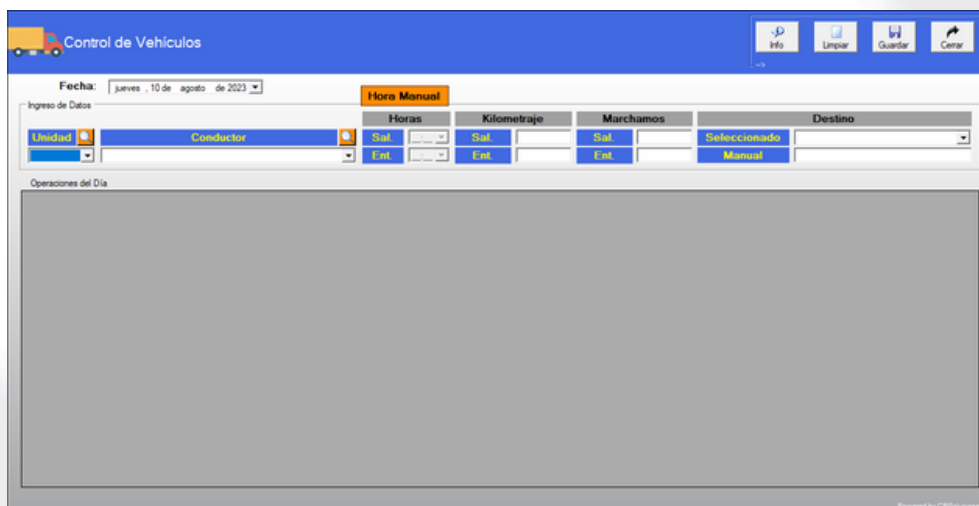 Control de Vehículos
Info Limpiar Guardar Cerrar
-->
Fecha: jueves , 10 de agosto de 2023
Hora Manual
Ingreso de Datos
Horas Kilometraje Marchamos Destino
Unidad Conductor Sal. Sal. Sal. Seleccionado
Ent. Ent. Ent. Manual
Operaciones del Día